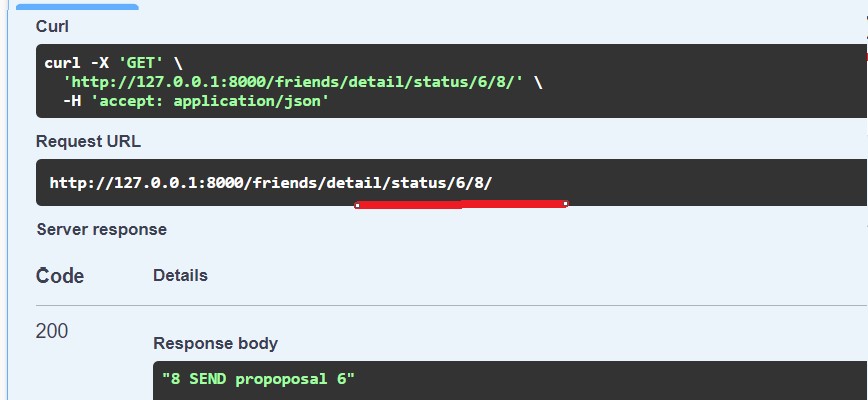 Curl
curl -X 'GET' \
'http://127.0.0.1:8000/friends/detail/status/6/8/' \
-H 'accept: application/json'
Request URL
http://127.0.0.1:8000/friends/detail/status/6/8/
Server response
Code Details
200
Response body
"8 SEND propoposal 6"